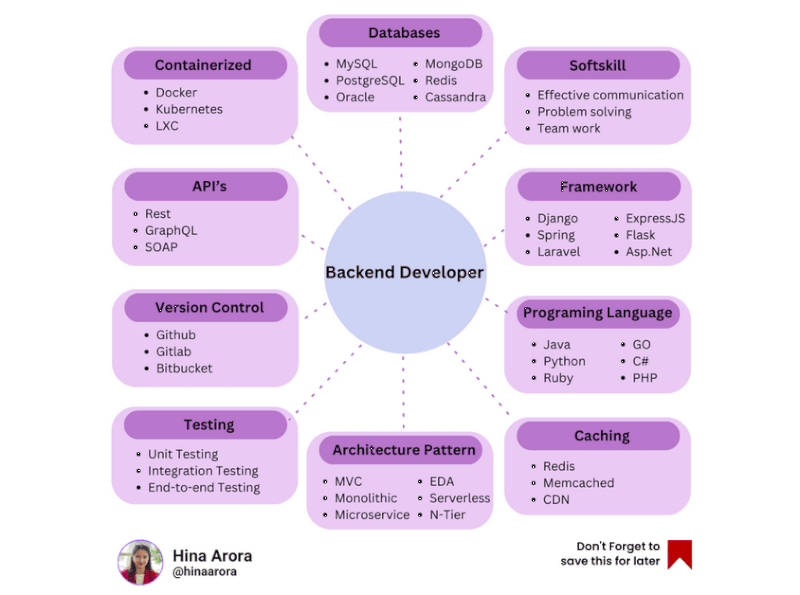 Databases
MySQL
PostgreSQL
Oracle
MongoDB
Redis
Cassandra
Containerized
Docker
Kubernetes
LXC
Softskill
Effective communication
Problem solving
Team work
API's
Rest
GraphQL
SOAP
Framework
Django
Spring
Laravel
ExpressJS
Flask
Asp.Net
Backend Developer
Version Control
Github
Gitlab
Bitbucket
Programing Language
Java
Python
Ruby
GO
C#
PHP
Testing
Unit Testing
Integration Testing
End-to-end Testing
Architecture Pattern
MVC
Monolithic
Microservice
EDA
Serverless
N-Tier
Caching
Redis
Memcached
CDN
Hina Arora
@hinaarora
Don't Forget to
save this for later